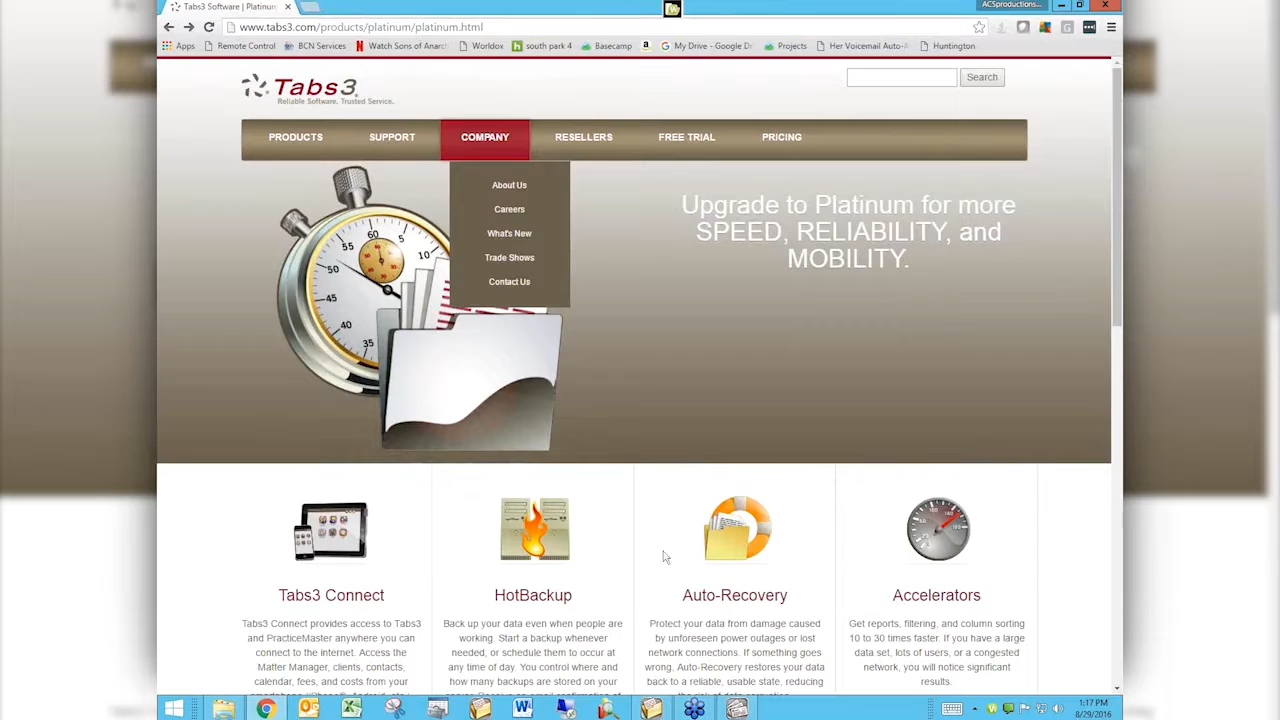 Tabs3 Software | Platinum
ACSproductions...
www.tabs3.com/products/platinum/platinum.html
Apps Remote Control BCN Services Watch Sons of Anarch Worldox south park 4 Basecamp My Drive - Google Dr Projects Her Voicemail Auto-A Huntington
Tabs3
Reliable Software. Trusted Service.
Search
PRODUCTS SUPPORT COMPANY RESELLERS FREE TRIAL PRICING
About Us
Careers
What's New
Trade Shows
Contact Us
60 5 10 55 50 45 40 35
Upgrade to Platinum for more
SPEED, RELIABILITY, and
MOBILITY.
Tabs3 Connect
Tabs3 Connect provides access to Tabs3
and PracticeMaster anywhere you can
connect to the internet. Access the
Matter Manager, clients, contacts,
calendar, fees, and costs from your
HotBackup
Back up your data even when people are
working. Start a backup whenever
needed, or schedule them to occur at
any time of day. You control where and
how many backups are stored on your
Auto-Recovery
Protect your data from damage caused
by unforeseen power outages or lost
network connections. If something goes
wrong, Auto-Recovery restores your data
back to a reliable, usable state, reducing
Accelerators
Get reports, filtering, and column sorting
10 to 30 times faster. If you have a large
data set, lots of users, or a congested
network, you will notice significant
results.
1:17 PM
8/29/2016